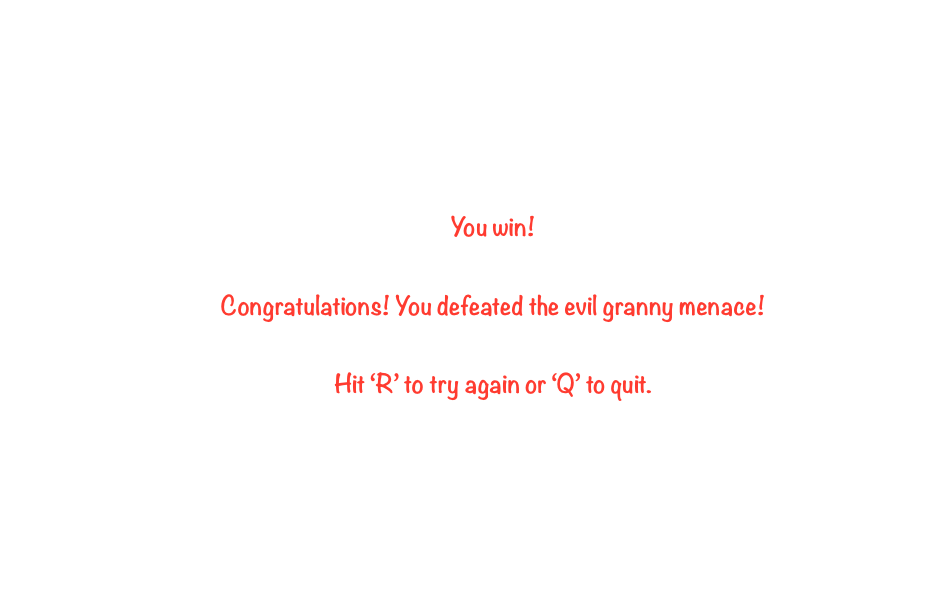 You win!
Congratulations! You defeated the evil granny menace!
Hit ‘R’ to try again or ‘Q’ to quit.